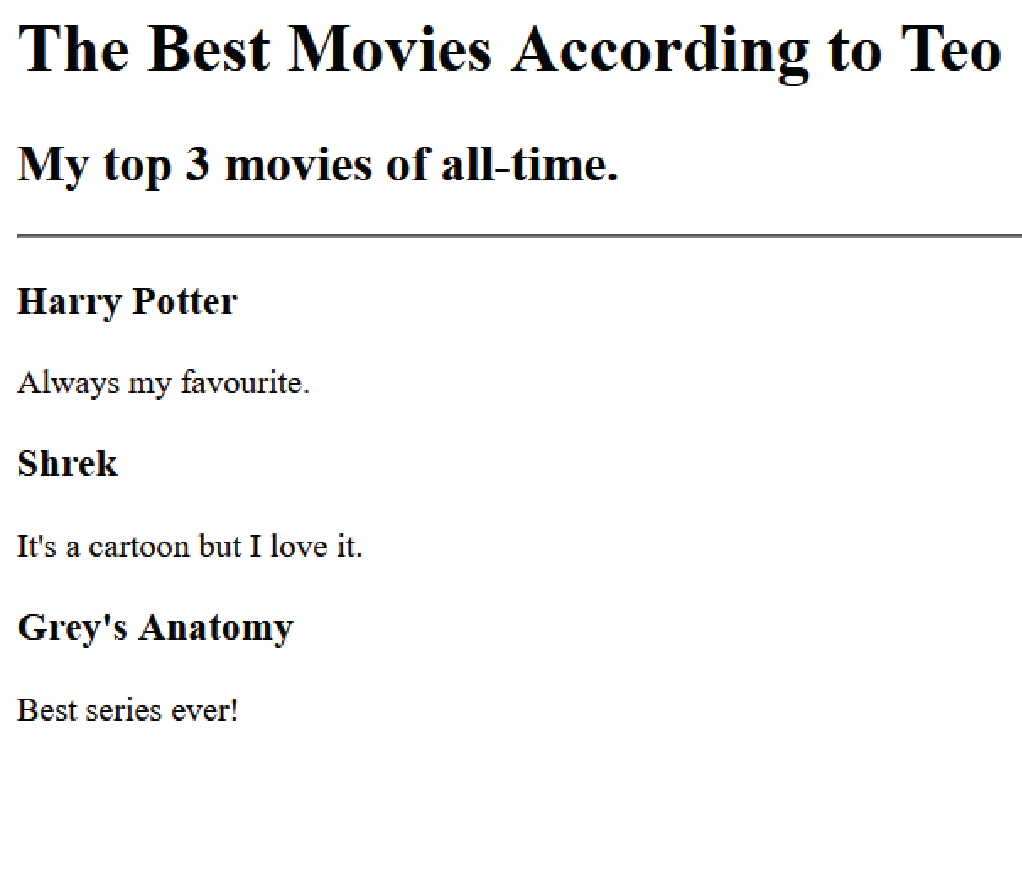 The Best Movies According to Teo
My top 3 movies of all-time.
Harry Potter
Always my favourite.
Shrek
It's a cartoon but I love it.
Grey's Anatomy
Best series ever!